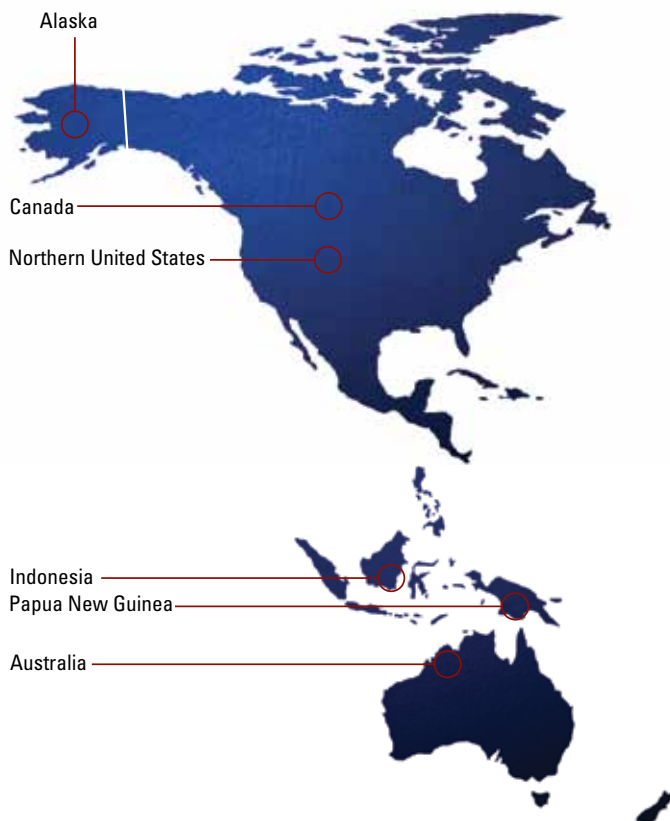 Alaska
Canada
Northern United States
Indonesia
Papua New Guinea
Australia